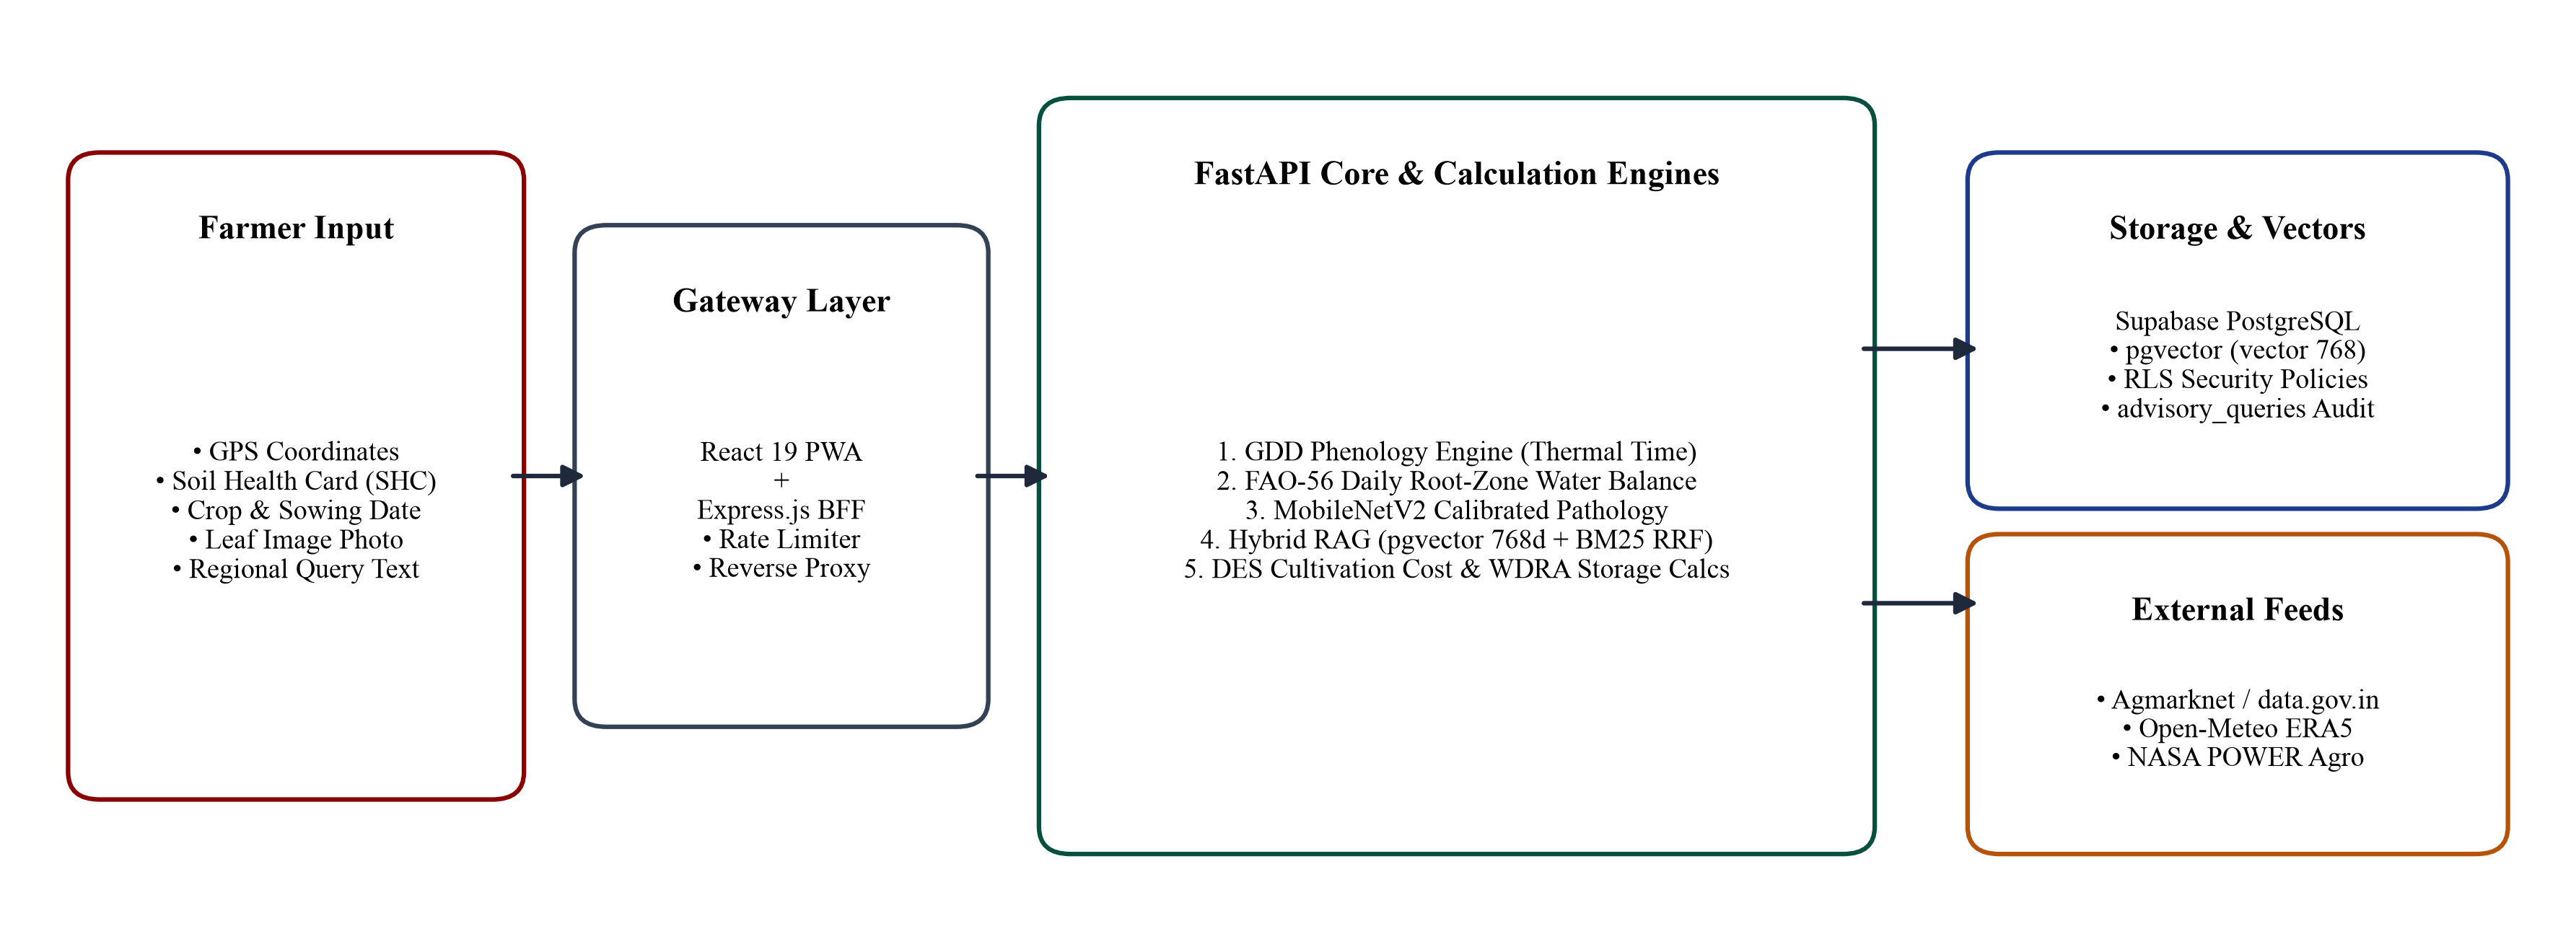 Farmer Input
• GPS Coordinates
• Soil Health Card (SHC)
• Crop & Sowing Date
• Leaf Image Photo
• Regional Query Text
Gateway Layer
React 19 PWA
+
Express.js BFF
• Rate Limiter
• Reverse Proxy
FastAPI Core & Calculation Engines
1. GDD Phenology Engine (Thermal Time)
2. FAO-56 Daily Root-Zone Water Balance
3. MobileNetV2 Calibrated Pathology
4. Hybrid RAG (pgvector 768d + BM25 RRF)
5. DES Cultivation Cost & WDRA Storage Calcs
Storage & Vectors
Supabase PostgreSQL
• pgvector (vector 768)
• RLS Security Policies
• advisory_queries Audit
External Feeds
• Agmarknet / data.gov.in
• Open-Meteo ERA5
• NASA POWER Agro